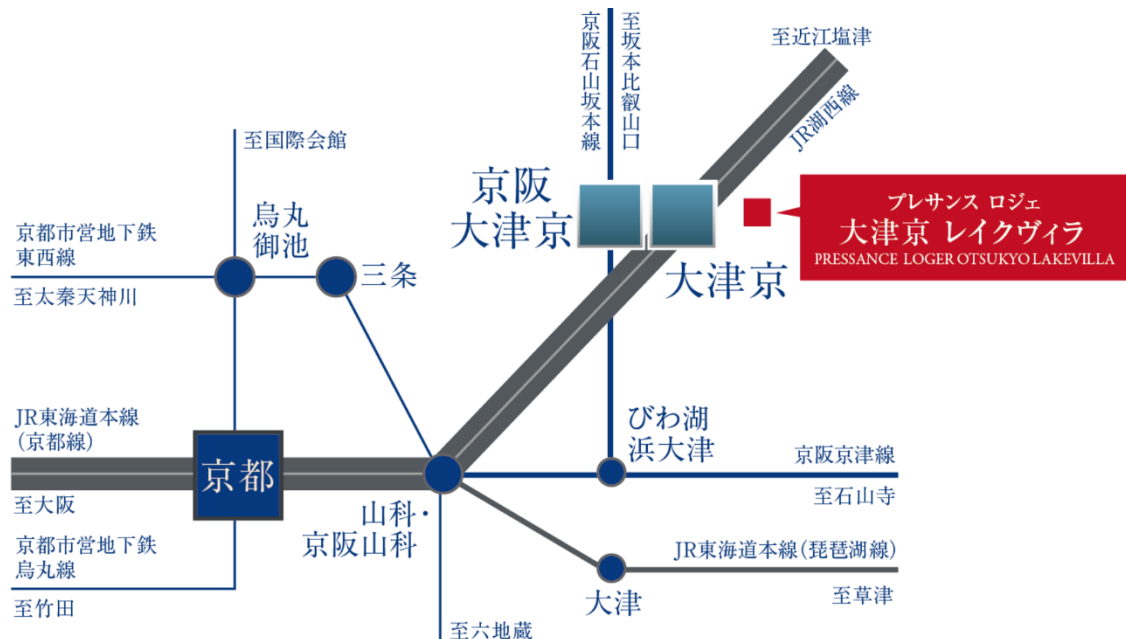 至近江塩津
JR湖西線
至坂本比叡山口
京阪石山坂本線
至国際会館
京阪
大津京
大津京
プレサンス ロジェ
大津京 レイクヴィラ
PRESSANCE LOGER OTSUKYO LAKEVILLA
京都市営地下鉄
東西線
至太秦天神川
烏丸
御池
三条
JR東海道本線
(京都線)
京都
至大阪
京都市営地下鉄
烏丸線
至竹田
山科・
京阪山科
至六地蔵
びわ湖
浜大津
京阪京津線
至石山寺
JR東海道本線(琵琶湖線)
大津
至草津